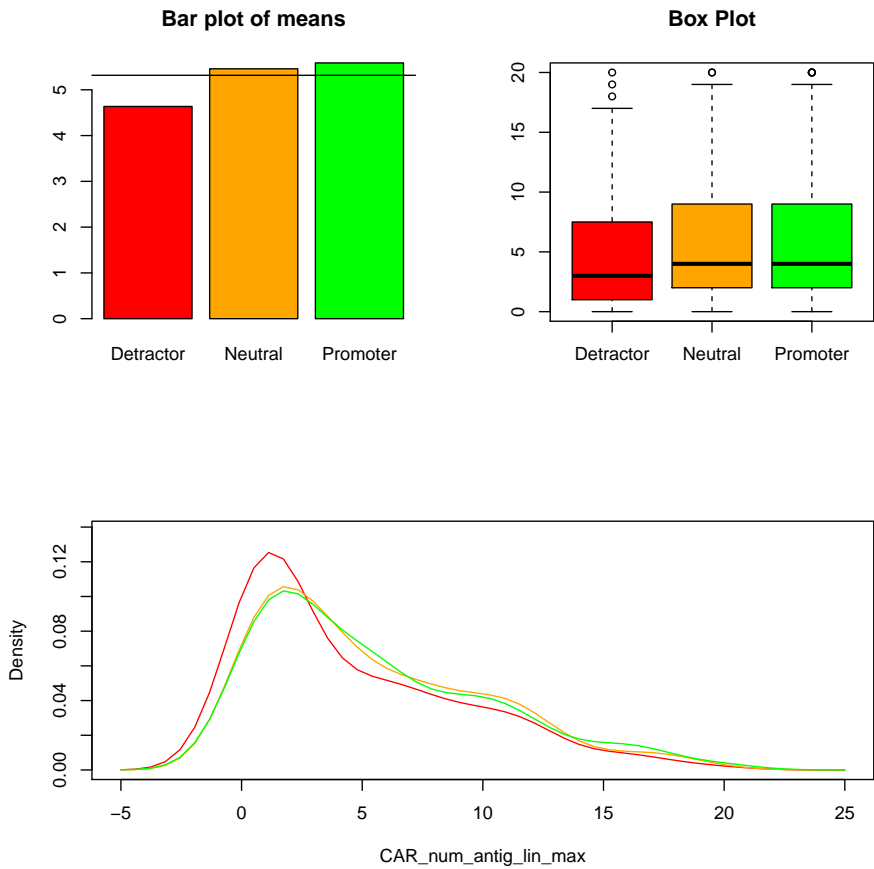 Bar plot of means
0
1
2
3
4
5
Detractor Neutral Promoter
Box Plot
0
5
10
15
20
Detractor Neutral Promoter
Density
0.00
0.04
0.08
0.12
−5 0 5 10 15 20 25
CAR_num_antig_lin_max